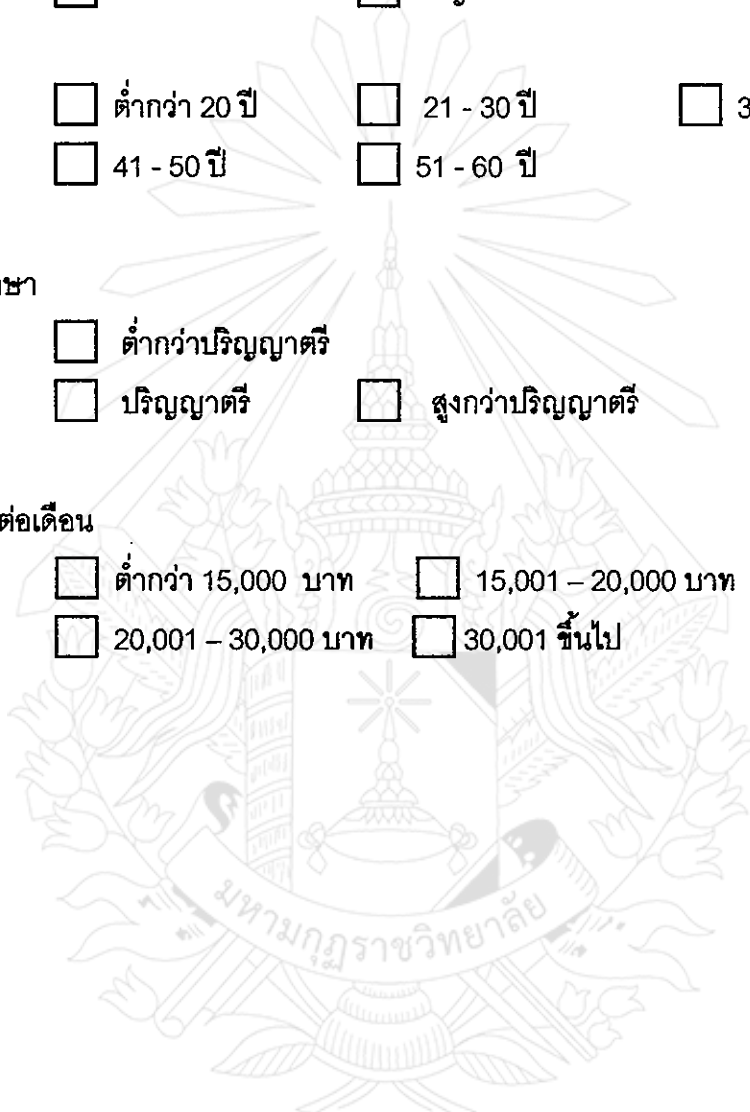 ☐ ต่ำกว่า 20 ปี ☐ 21 - 30 ปี ☐ 3
☐ 41 - 50 ปี ☐ 51 - 60 ปี
ษา
☐ ต่ำกว่าปริญญาตรี
☐ ปริญญาตรี ☐ สูงกว่าปริญญาตรี
ต่อเดือน
☐ ต่ำกว่า 15,000 บาท ☐ 15,001 – 20,000 บาท
☐ 20,001 – 30,000 บาท ☐ 30,001 ขึ้นไป
มหามกุฏราชวิทยาลัย